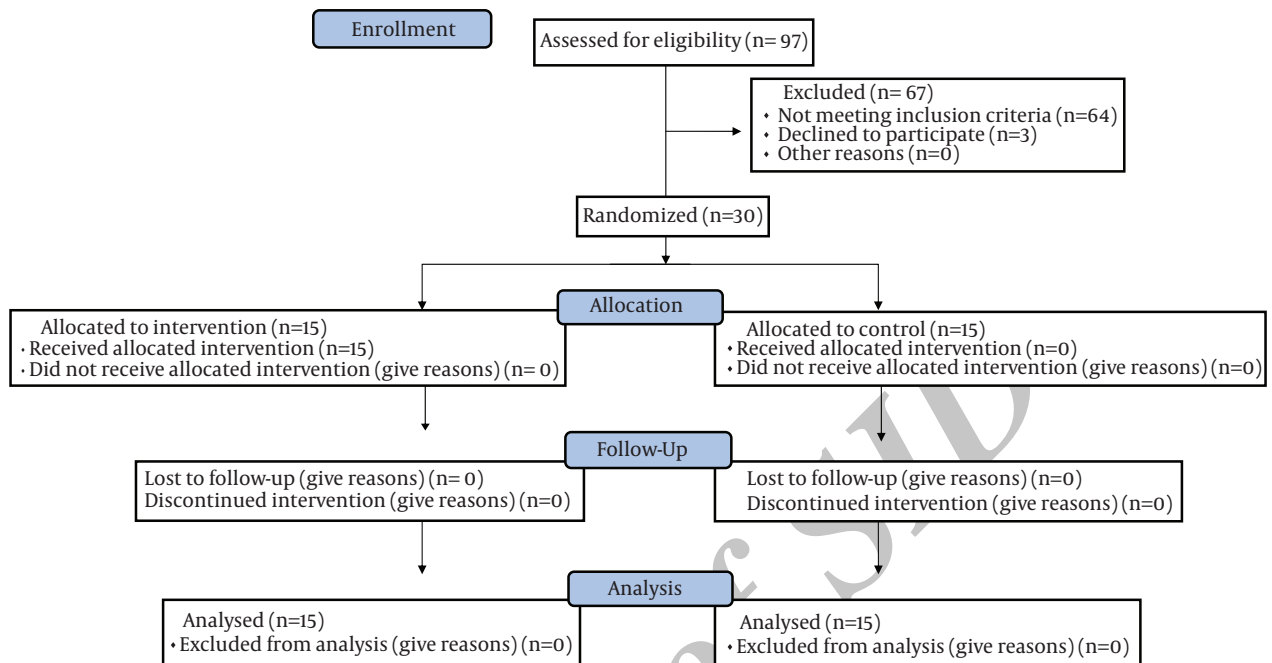 Enrollment
Assessed for eligibility (n= 97)
Excluded (n= 67)
• Not meeting inclusion criteria (n=64)
• Declined to participate (n=3)
• Other reasons (n=0)
Randomized (n=30)
Allocation
Allocated to intervention (n=15)
· Received allocated intervention (n=15)
· Did not receive allocated intervention (give reasons) (n= 0)
Allocated to control (n=15)
• Received allocated intervention (n=0)
• Did not receive allocated intervention (give reasons) (n=0)
Follow-Up
Lost to follow-up (give reasons) (n= 0)
Discontinued intervention (give reasons) (n=0)
Lost to follow-up (give reasons) (n=0)
Discontinued intervention (give reasons) (n=0)
Analysis
Analysed (n=15)
• Excluded from analysis (give reasons) (n=0)
Analysed (n=15)
• Excluded from analysis (give reasons) (n=0)
of SID